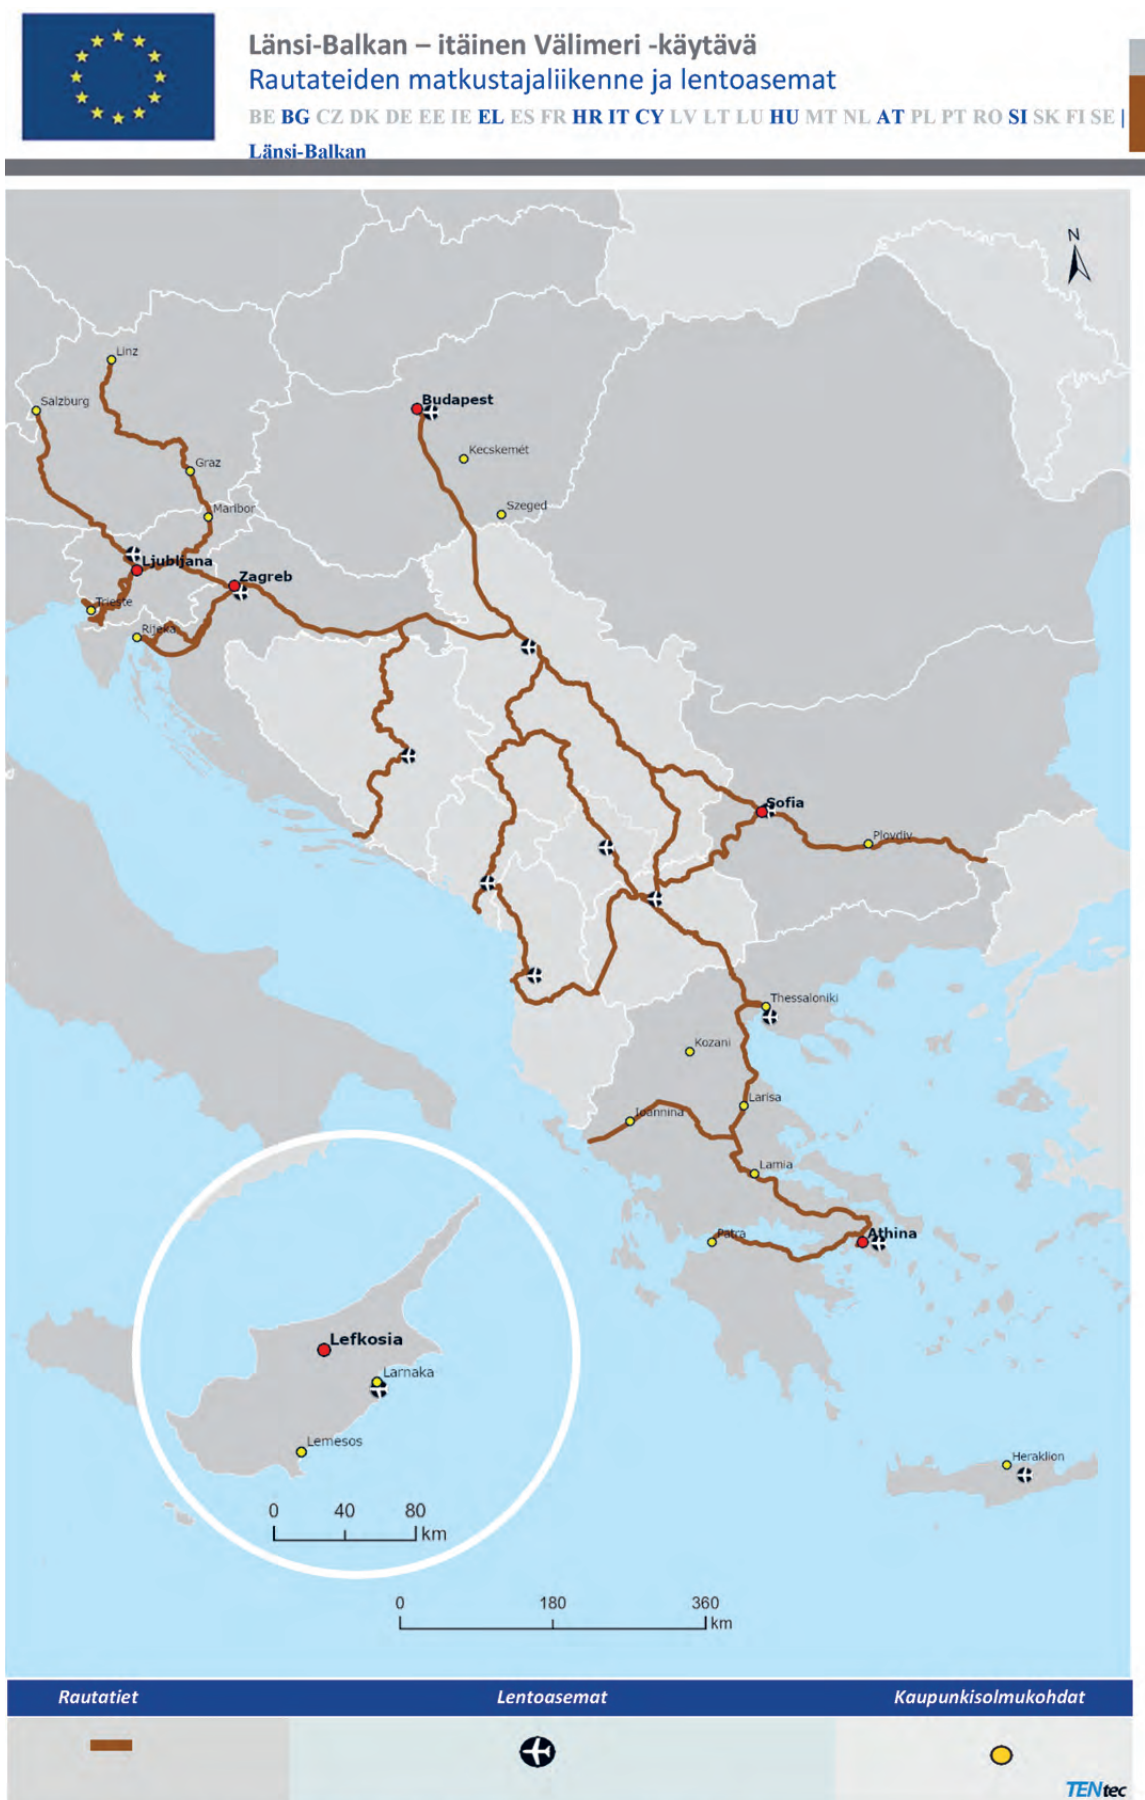 Länsi-Balkan – itäinen Välimeri -käytävä
Rautateiden matkustajaliikenne ja lentoasemat
BE BG CZ DK DE EE IE EL ES FR HR IT CY LV LT LU HU MT NL AT PL PT RO SI SK FI SE |
Länsi-Balkan
N
Linz
Salzburg
Budapest
Kecskemét
Graz
Szeged
Maribor
Ljubljana
Zagreb
Trieste
Rijeka
Sofia
Plovdiv
Thessaloniki
Kozani
Larisa
Ioannina
Lamia
Patra
Athina
Lefkosia
Larnaka
Lemesos
Heraklion
0 40 80
km
0 180 360
km
Rautatiet Lentoasemat Kaupunkisolmukohdat
TENtec